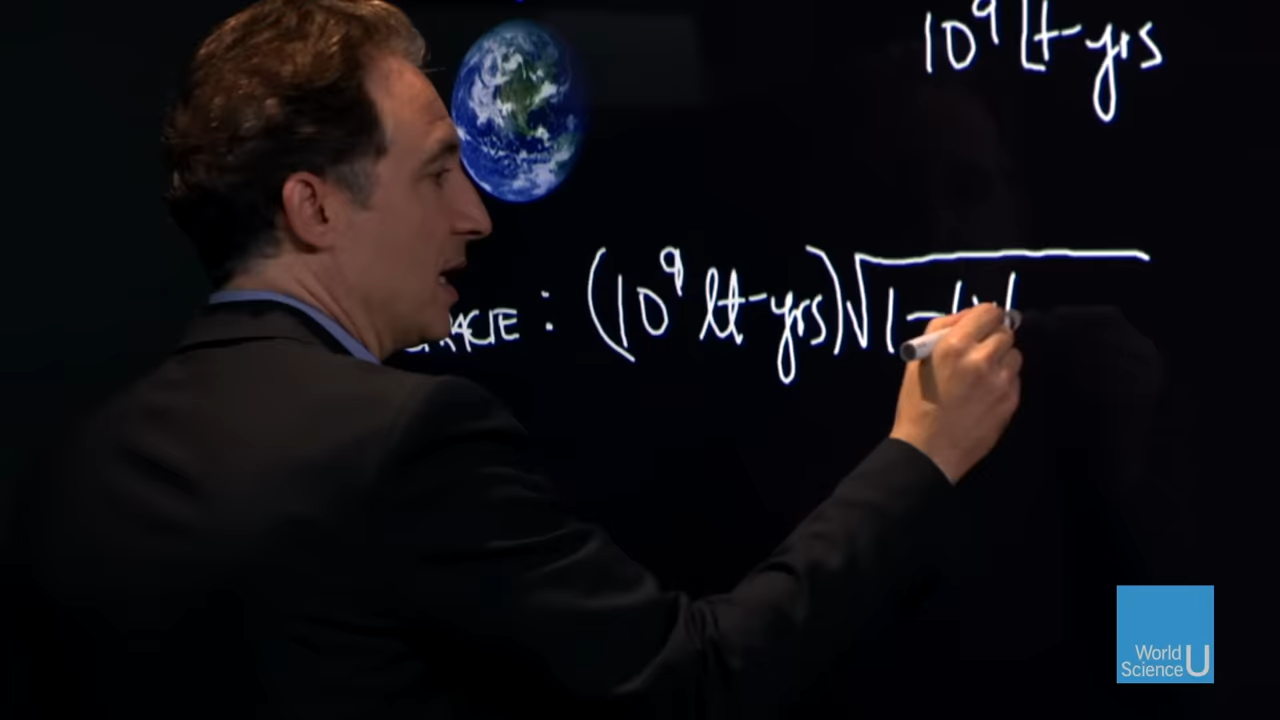 10⁹ Lt-yrs
: (10⁹ lt-yrs)√1-(
World
Science U